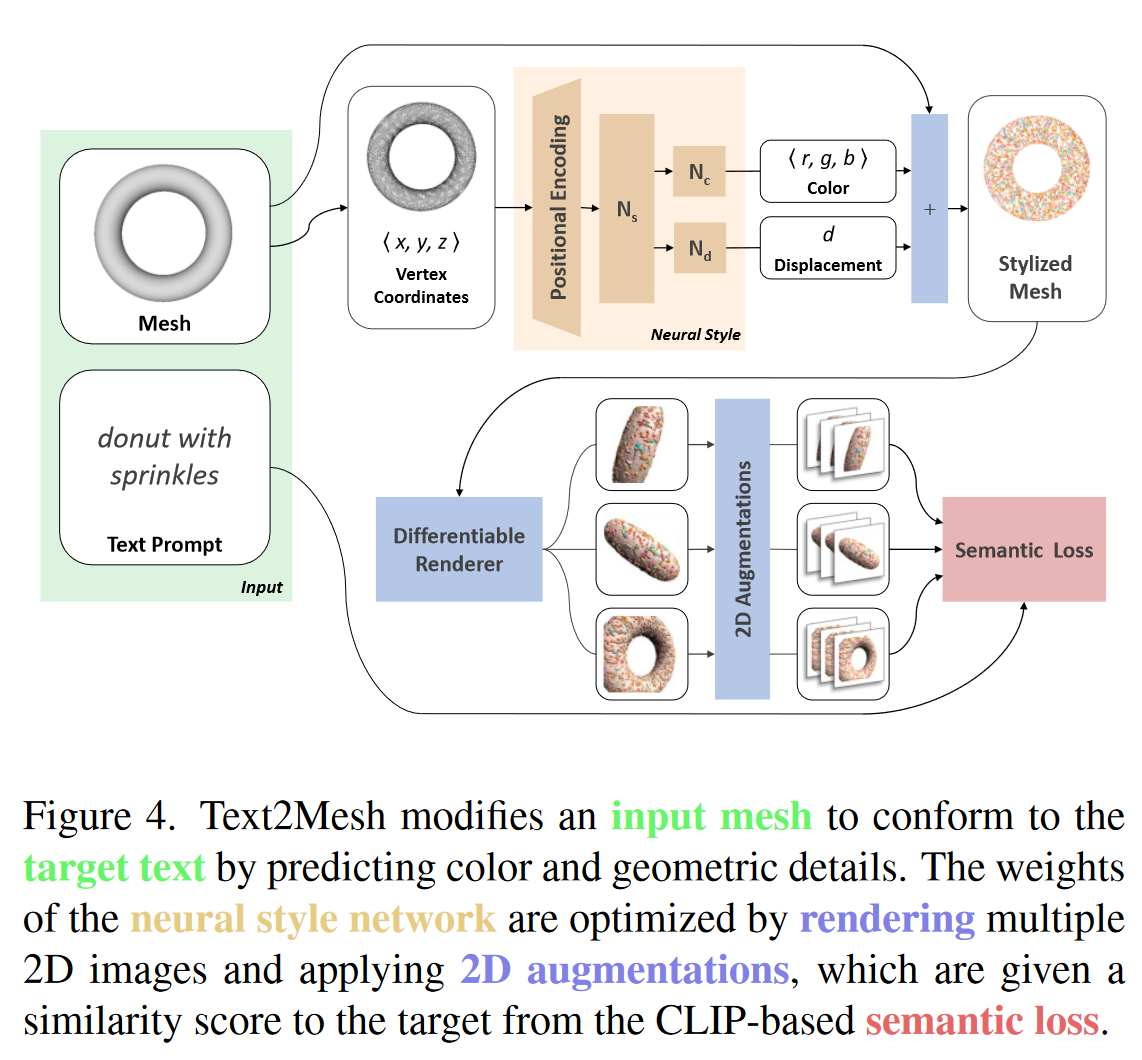 Mesh
donut with
sprinkles
Text Prompt
Input
⟨ x, y, z ⟩
Vertex
Coordinates
Positional Encoding
N_s
N_c
N_d
Neural Style
⟨ r, g, b ⟩
Color
d
Displacement
+
Stylized
Mesh
Differentiable
Renderer
2D Augmentations
Semantic Loss
Figure 4. Text2Mesh modifies an input mesh to conform to the
target text by predicting color and geometric details. The weights
of the neural style network are optimized by rendering multiple
2D images and applying 2D augmentations, which are given a
similarity score to the target from the CLIP-based semantic loss.